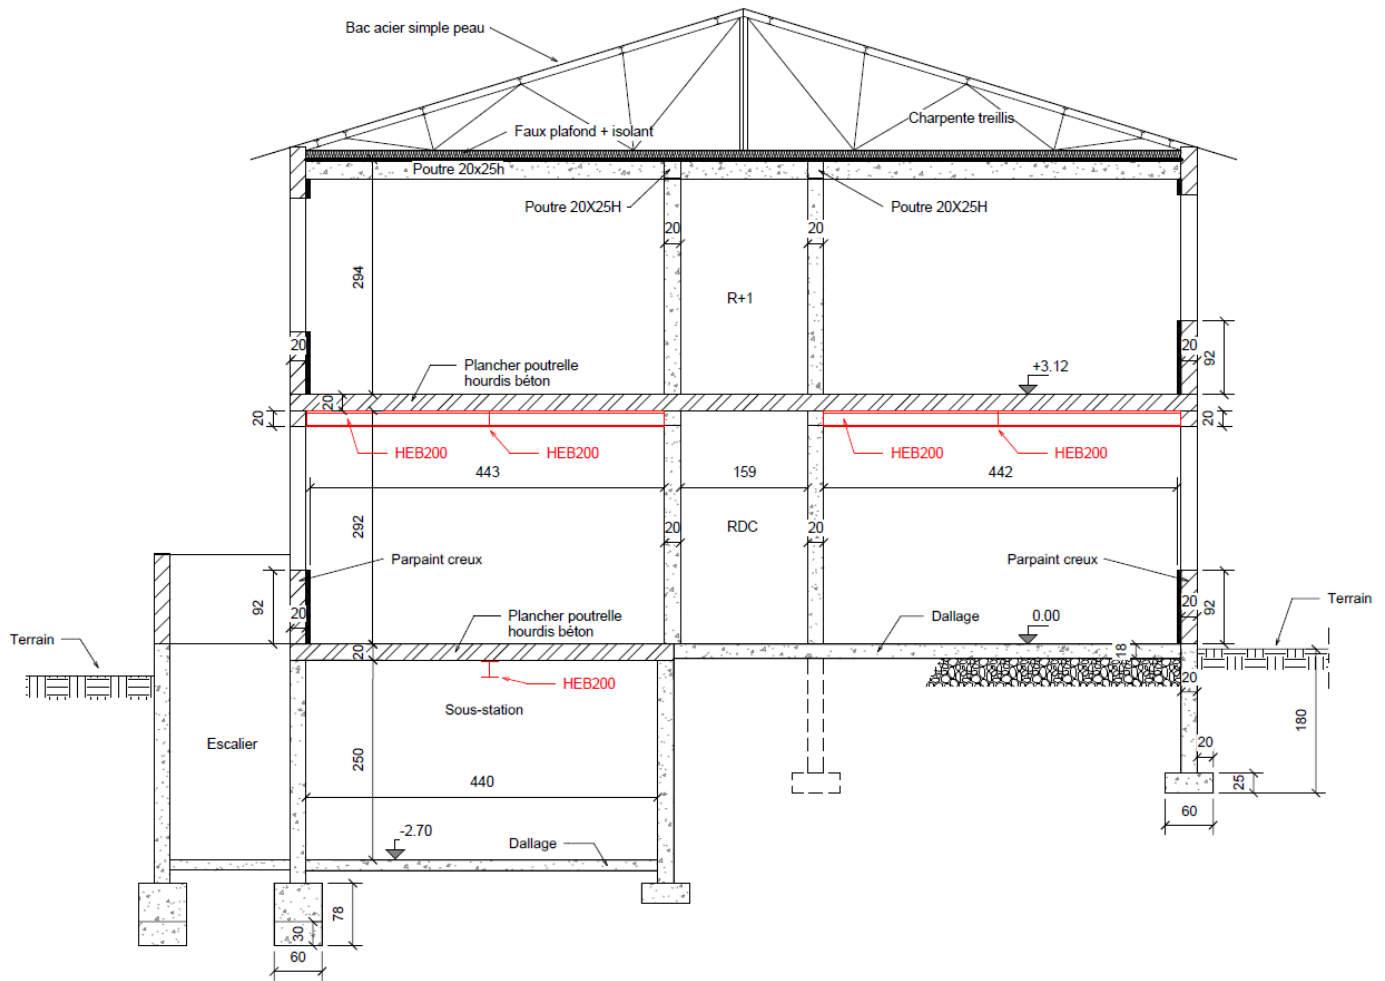 Bac acier simple peau
Charpente treillis
Faux plafond + isolant
Poutre 20x25h
Poutre 20X25H
Poutre 20X25H
20
20
294
R+1
20
20
92
Plancher poutrelle
hourdis béton
+3.12
20
20
20
HEB200
HEB200
HEB200
HEB200
443
159
442
292
20
RDC
20
Parpaint creux
Parpaint creux
92
20
20
92
Terrain
Plancher poutrelle
hourdis béton
Dallage
0.00
Terrain
20
18
HEB200
20
Sous-station
Escalier
250
180
20
440
25
60
-2.70
Dallage
78
30
60